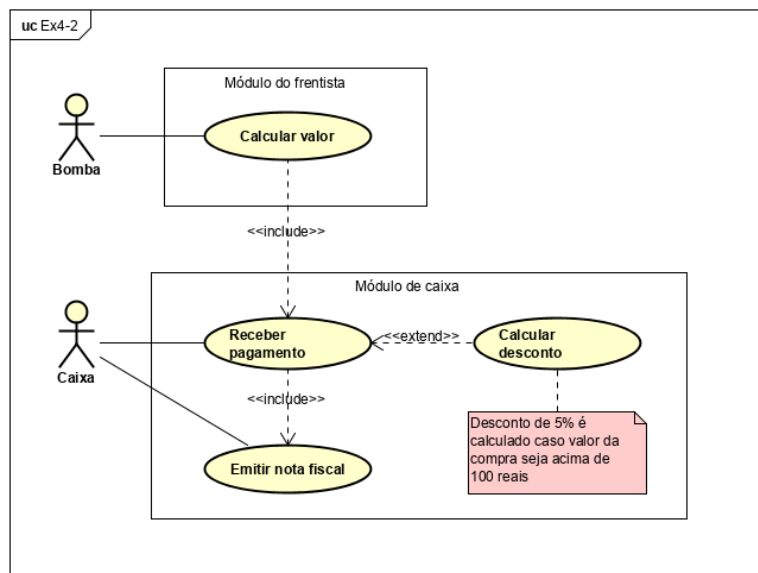 uc Ex4-2
Módulo do frentista
Calcular valor
Bomba
<<include>>
Módulo de caixa
Receber
pagamento
<<extend>>
Calcular
desconto
Caixa
<<include>>
Desconto de 5% é
calculado caso valor da
compra seja acima de
100 reais
Emitir nota fiscal